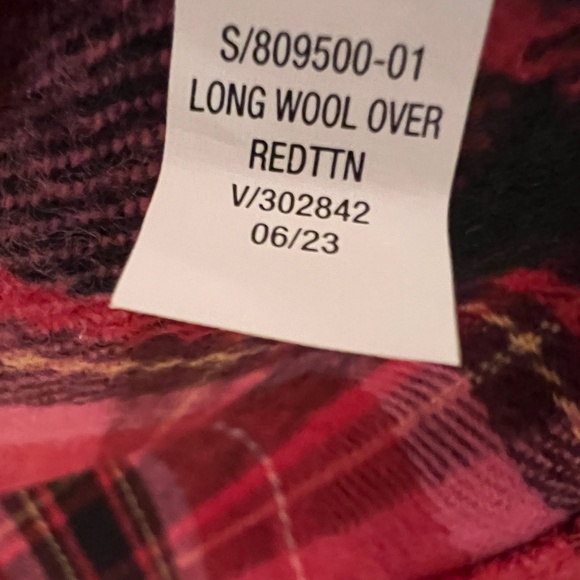 S/809500-01
LONG WOOL OVER
REDTTN
V/302842
06/23